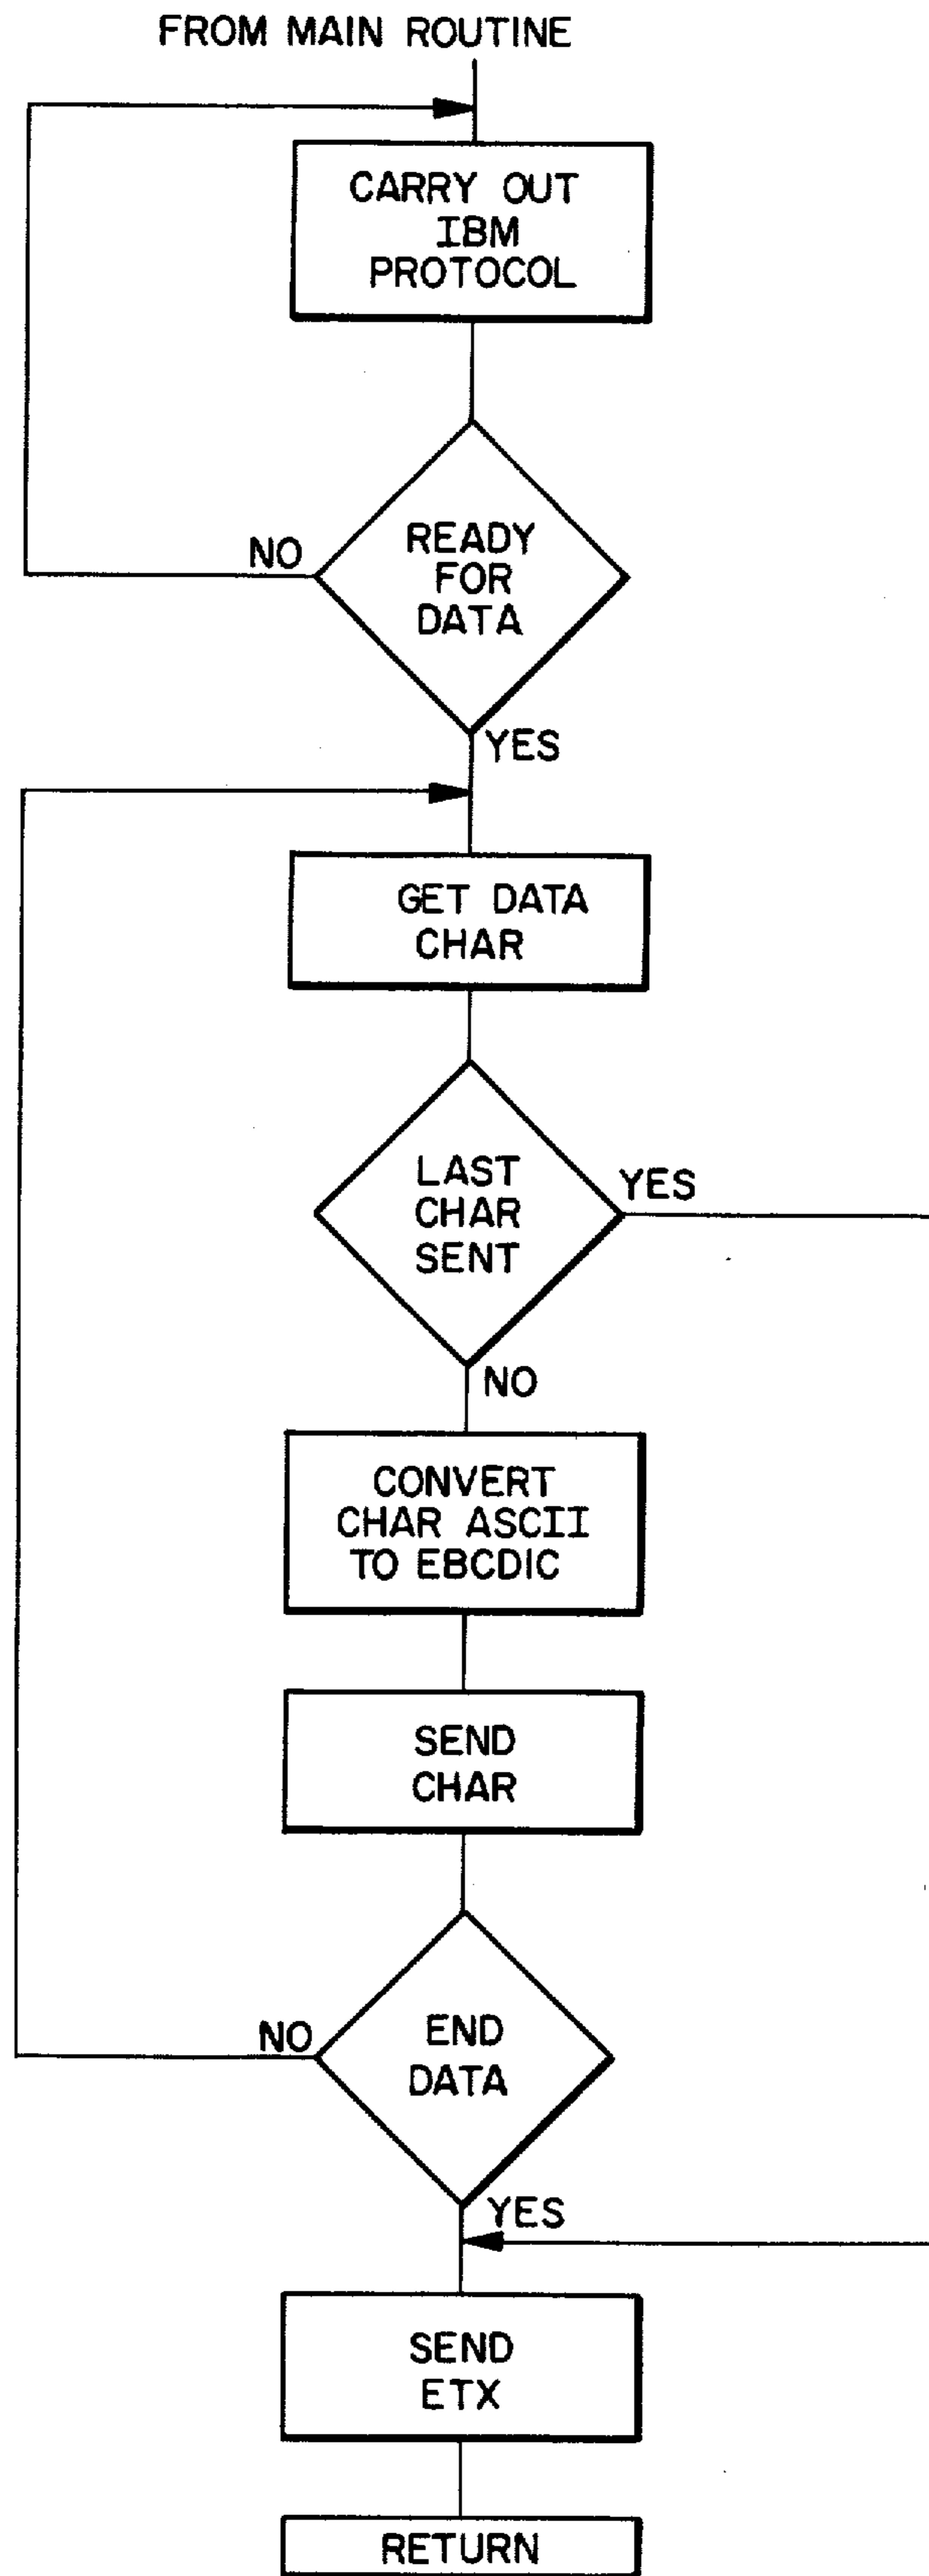 FROM MAIN ROUTINE
CARRY OUT
IBM
PROTOCOL
NO
READY
FOR
DATA
YES
GET DATA
CHAR
LAST
CHAR
SENT
YES
NO
CONVERT
CHAR ASCII
TO EBCDIC
SEND
CHAR
NO
END
DATA
YES
SEND
ETX
RETURN